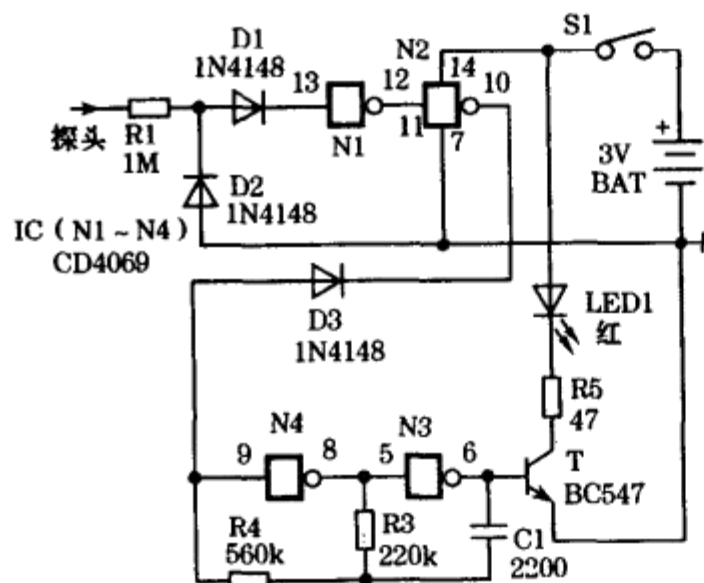 D1
1N4148
S1
N2
13
12
14
10
11
7
N1
探头
R1
1M
D2
1N4148
+
3V
BAT
IC（N1～N4）
CD4069
D3
1N4148
LED1
红
R5
47
N4
N3
9
8
5
6
T
BC547
R4
560k
R3
220k
C1
2200